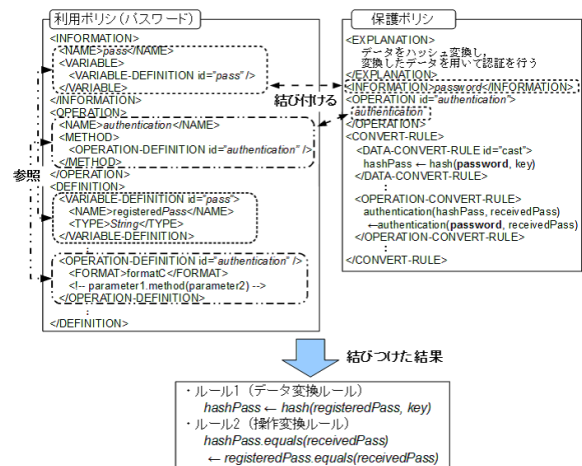 利用ポリシ(パスワード)
<INFORMATION>
<NAME>pass</NAME>
<VARIABLE>
<VARIABLE-DEFINITION id="pass" />
</VARIABLE>
</INFORMATION>
<OPERATION>
<NAME>authentication</NAME>
<METHOD>
<OPERATION-DEFINITION id="authentication" />
</METHOD>
</OPERATION>
<DEFINITION>
<VARIABLE-DEFINITION id="pass">
<NAME>registeredPass</NAME>
<TYPE>String</TYPE>
</VARIABLE-DEFINITION>
:
<OPERATION-DEFINITION id="authentication" />
<FORMAT>formatC</FORMAT>
<!-- parameter1.method(parameter2) -->
</OPERATION-DEFINITION>
:
</DEFINITION>
参照
結び付ける
保護ポリシ
<EXPLANATION>
データをハッシュ変換し,
変換したデータを用いて認証を行う
</EXPLANATION>
<INFORMATION>password</INFORMATION>
<OPERATION id="authentication">
authentication
</OPERATION>
<CONVERT-RULE>
<DATA-CONVERT-RULE id="cast">
hashPass ← hash(password, key)
</DATA-CONVERT-RULE>
:
<OPERATION-CONVERT-RULE>
authentication(hashPass, receivedPass)
←authentication(password, receivedPass)
</OPERATION-CONVERT-RULE>
:
</CONVERT-RULE>
結びつけた結果
・ルール1(データ変換ルール)
hashPass ← hash(registeredPass, key)
・ルール2(操作変換ルール)
hashPass.equals(receivedPass)
← registeredPass.equals(receivedPass)